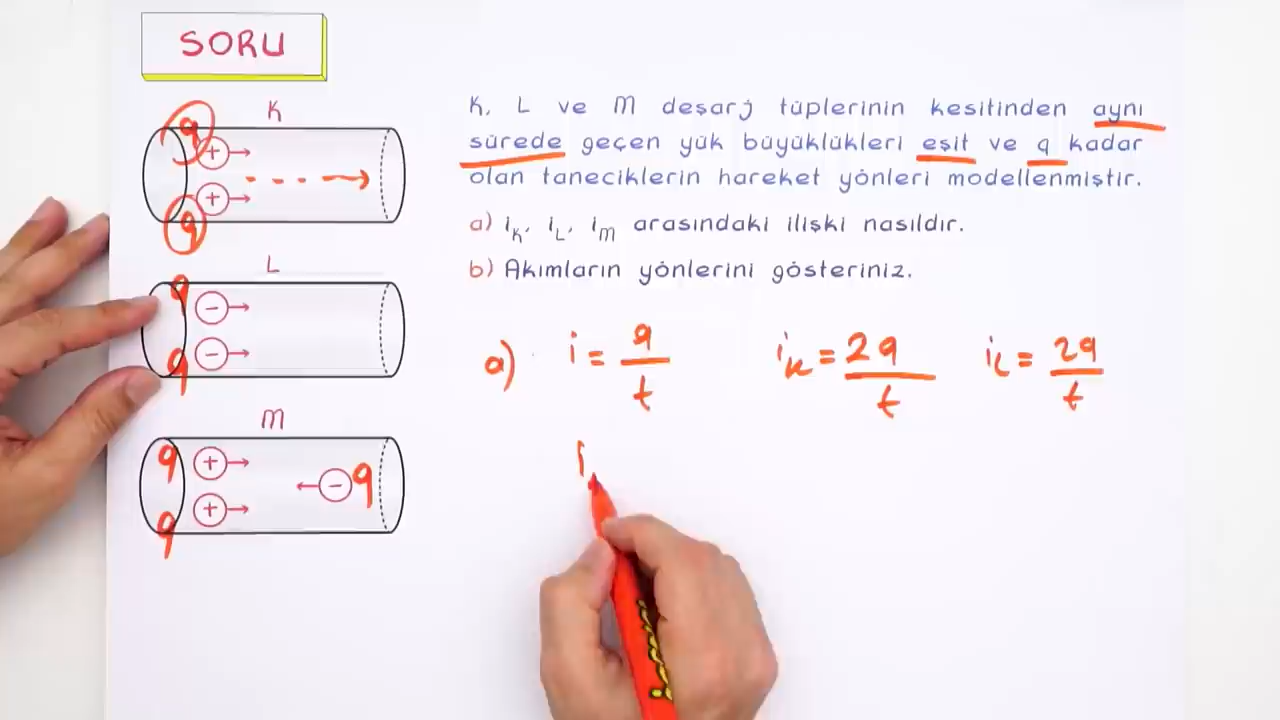 SORU
K
q
+
+
q
L
q
-
-
q
M
q
+
- q
+
q
K, L ve M deşarj tüplerinin kesitinden aynı
sürede geçen yük büyüklükleri eşit ve q kadar
olan taneciklerin hareket yönleri modellenmiştir.
a) iK, iL, iM arasındaki ilişki nasıldır.
b) Akımların yönlerini gösteriniz.
a) i = q/t iK = 2q/t iL = 2q/t
i